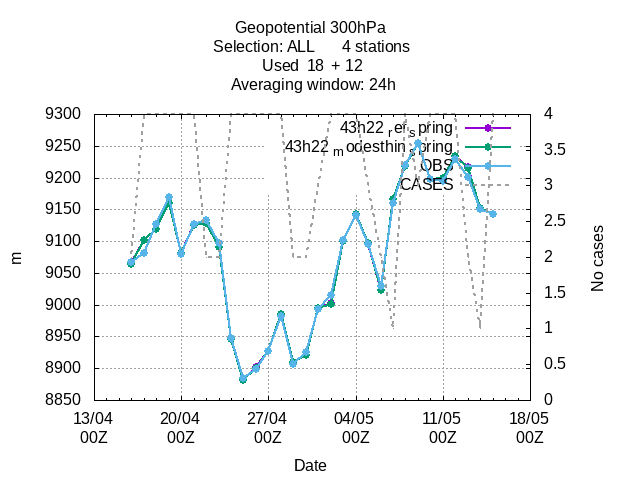 Geopotential 300hPa
Selection: ALL 4 stations
Used 18 + 12
Averaging window: 24h
9300
9250
9200
9150
9100
9050
9000
8950
8900
8850
m
4
3
2.5
2
1.5
1
0.5
0
No cases
43h22_ref_spring
43h22_modesthin_spring
OBS
CASES
13/04
00Z
20/04
00Z
27/04
00Z
04/05
00Z
11/05
00Z
18/05
00Z
Date